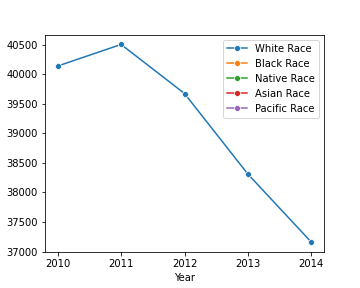 White Race
Black Race
Native Race
Asian Race
Pacific Race
40500
40000
39500
39000
38500
38000
37500
37000
2010 2011 2012 2013 2014
Year